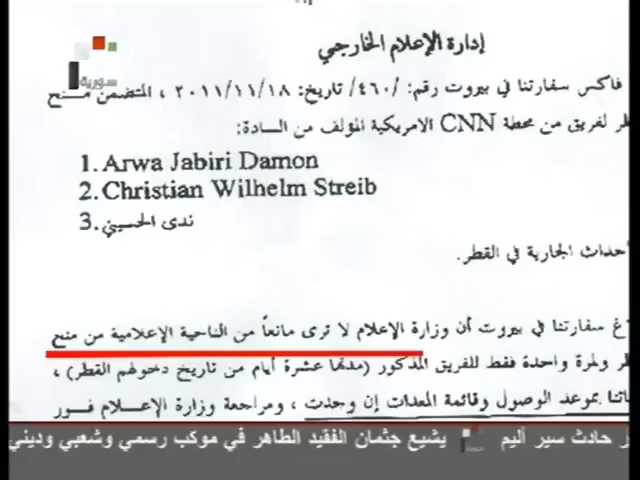 إدارة الإعلام الخارجي
سورية
فاكس سفارتنا في بيروت رقم: /٤٦٠/ تاريخ: ٢٠١١/١١/١٨ ، المتضمن منح
لفريق من محطة CNN الامريكية المؤلف من السادة:
1. Arwa Jabiri Damon
2. Christian Wilhelm Streib
3. ندى الحسيني
أحداث الجارية في القطر.
سفارتنا في بيروت أن وزارة الإعلام لا ترى مانعاً من الناحية الإعلامية من منح
ولمرة واحدة فقط للفريق المذكور (مدتها عشرة أيام من تاريخ دخولهم القطر) ،
بموعد الوصول وقائمة المعدات إن وجدت ، ومراجعة وزارة الإعلام فور
حادث سير أليم يشيع جثمان الفقيد الطاهر في موكب رسمي وشعبي وديني